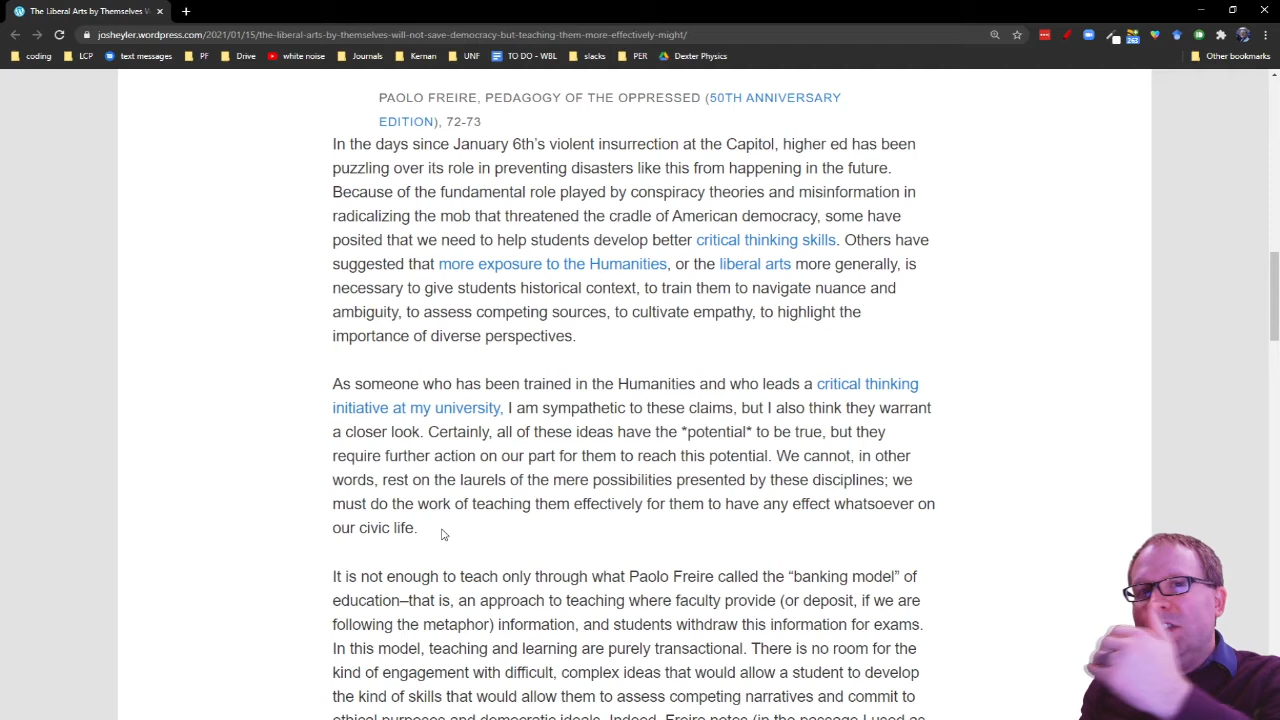 The Liberal Arts by Themselves W
josheyler.wordpress.com/2021/01/15/the-liberal-arts-by-themselves-will-not-save-democracy-but-teaching-them-more-effectively-might/
coding LCP text messages PF Drive white noise Journals Kernan UNF TO DO - WBL slacks PER Dexter Physics Other bookmarks
PAOLO FREIRE, PEDAGOGY OF THE OPPRESSED (50TH ANNIVERSARY
EDITION), 72-73
In the days since January 6th’s violent insurrection at the Capitol, higher ed has been
puzzling over its role in preventing disasters like this from happening in the future.
Because of the fundamental role played by conspiracy theories and misinformation in
radicalizing the mob that threatened the cradle of American democracy, some have
posited that we need to help students develop better critical thinking skills. Others have
suggested that more exposure to the Humanities, or the liberal arts more generally, is
necessary to give students historical context, to train them to navigate nuance and
ambiguity, to assess competing sources, to cultivate empathy, to highlight the
importance of diverse perspectives.
As someone who has been trained in the Humanities and who leads a critical thinking
initiative at my university, I am sympathetic to these claims, but I also think they warrant
a closer look. Certainly, all of these ideas have the *potential* to be true, but they
require further action on our part for them to reach this potential. We cannot, in other
words, rest on the laurels of the mere possibilities presented by these disciplines; we
must do the work of teaching them effectively for them to have any effect whatsoever on
our civic life.
It is not enough to teach only through what Paolo Freire called the “banking model” of
education–that is, an approach to teaching where faculty provide (or deposit, if we are
following the metaphor) information, and students withdraw this information for exams.
In this model, teaching and learning are purely transactional. There is no room for the
kind of engagement with difficult, complex ideas that would allow a student to develop
the kind of skills that would allow them to assess competing narratives and commit to
ethical purposes and democratic ideals. Indeed, Freire notes (in the passage I used as